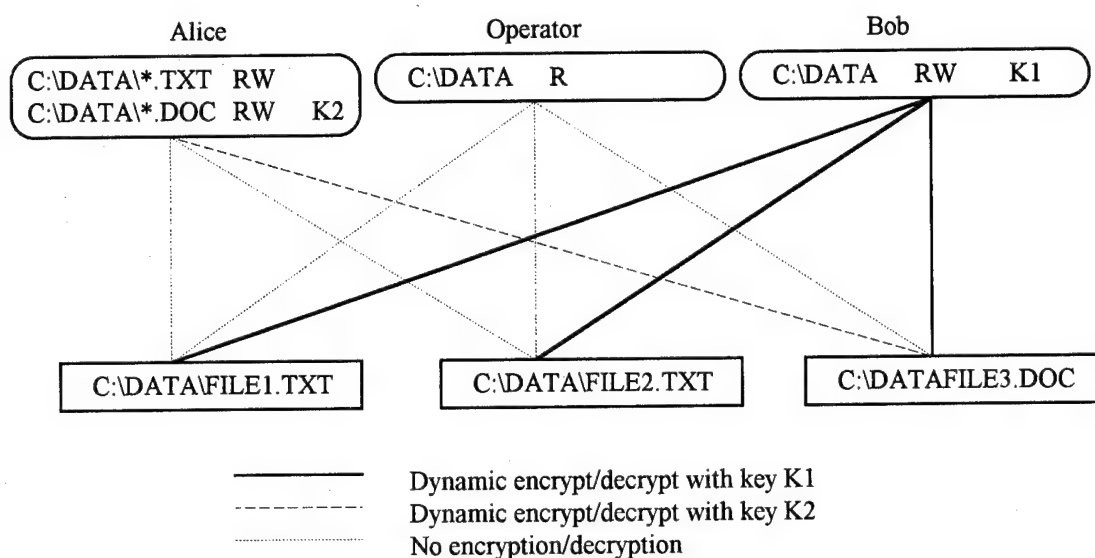 Alice
Operator
Bob
C:\DATA\*.TXT RW
C:\DATA\*.DOC RW K2
C:\DATA R
C:\DATA RW K1
C:\DATA\FILE1.TXT
C:\DATA\FILE2.TXT
C:\DATAFILE3.DOC
Dynamic encrypt/decrypt with key K1
Dynamic encrypt/decrypt with key K2
No encryption/decryption